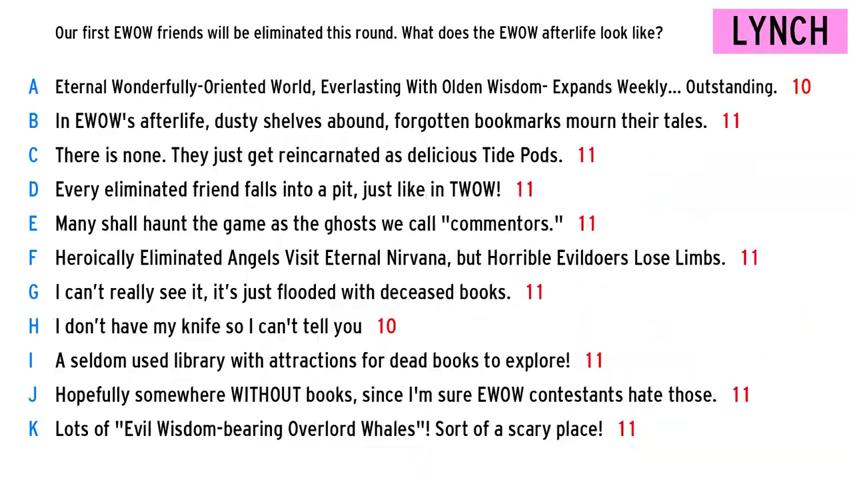 Our first EWOW friends will be eliminated this round. What does the EWOW afterlife look like?
LYNCH
A Eternal Wonderfully-Oriented World, Everlasting With Olden Wisdom- Expands Weekly... Outstanding. 10
B In EWOW's afterlife, dusty shelves abound, forgotten bookmarks mourn their tales. 11
C There is none. They just get reincarnated as delicious Tide Pods. 11
D Every eliminated friend falls into a pit, just like in TWOW! 11
E Many shall haunt the game as the ghosts we call "commentors." 11
F Heroically Eliminated Angels Visit Eternal Nirvana, but Horrible Evildoers Lose Limbs. 11
G I can’t really see it, it’s just flooded with deceased books. 11
H I don’t have my knife so I can't tell you 10
I A seldom used library with attractions for dead books to explore! 11
J Hopefully somewhere WITHOUT books, since I'm sure EWOW contestants hate those. 11
K Lots of "Evil Wisdom-bearing Overlord Whales"! Sort of a scary place! 11